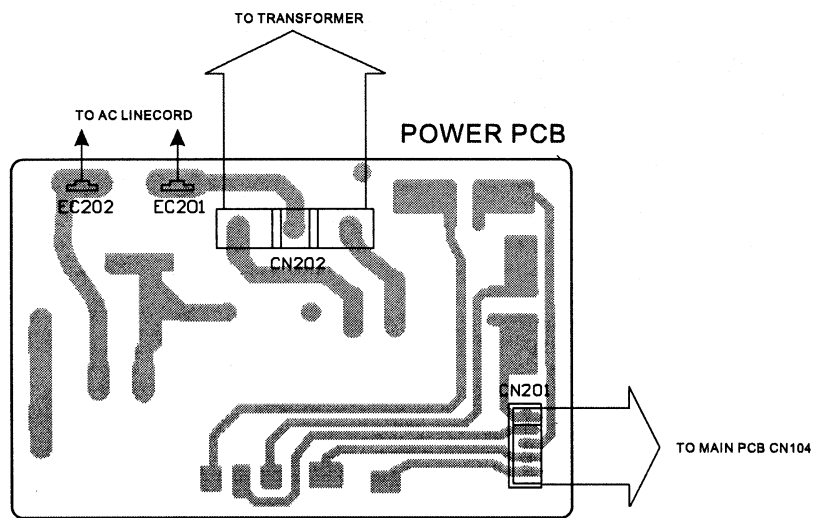 TO TRANSFORMER
TO AC LINECORD
POWER PCB
EC202
EC201
CN202
CN201
TO MAIN PCB CN104